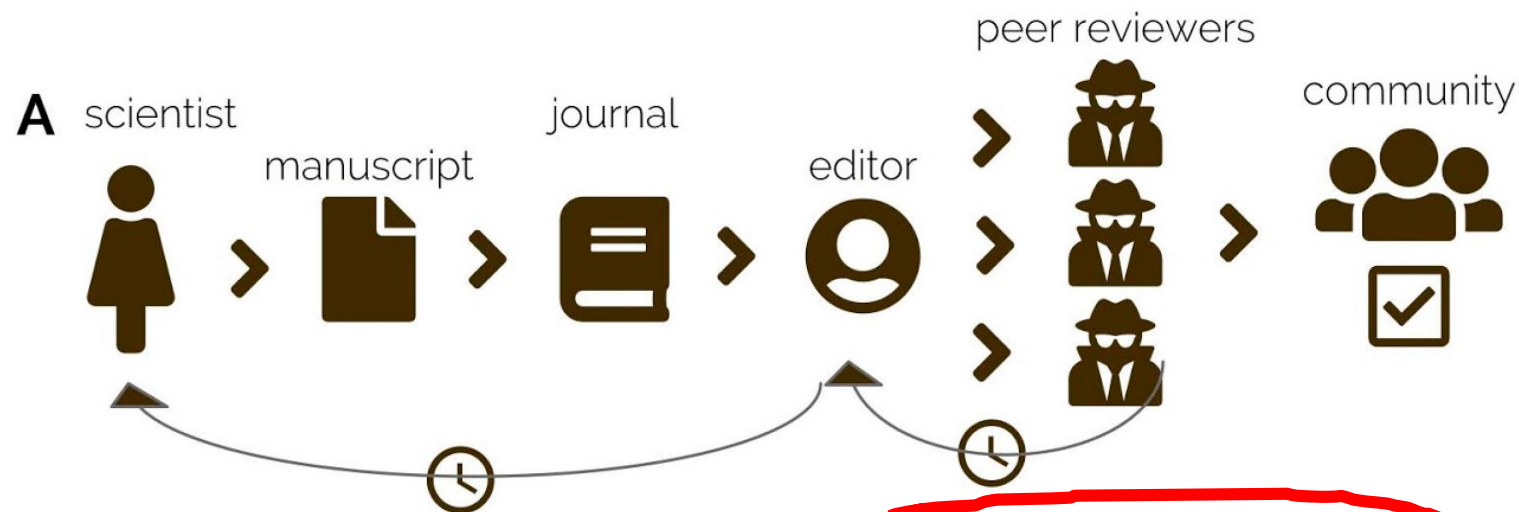 peer reviewers
A scientist
journal
community
manuscript
editor